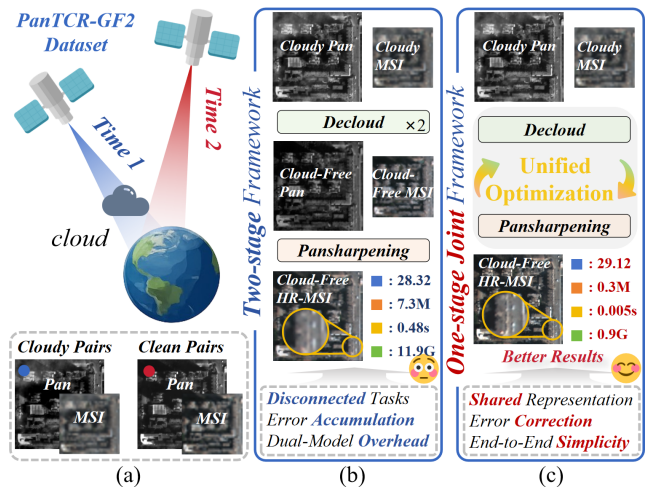 PanTCR-GF2
Dataset
Time 1
Time 2
cloud
Cloudy Pairs
Clean Pairs
Pan
MSI
Pan
MSI
(a)
Two-stage Framework
Cloudy Pan
Cloudy
MSI
Decloud ×2
Cloud-Free
Pan
Cloud-
Free MSI
Pansharpening
Cloud-Free
HR-MSI
: 28.32
: 7.3M
: 0.48s
: 11.9G
Disconnected Tasks
Error Accumulation
Dual-Model Overhead
(b)
One-stage Joint Framework
Cloudy Pan
Cloudy
MSI
Decloud
Unified
Optimization
Pansharpening
Cloud-Free
HR-MSI
: 29.12
: 0.3M
: 0.005s
: 0.9G
Better Results
Shared Representation
Error Correction
End-to-End Simplicity
(c)